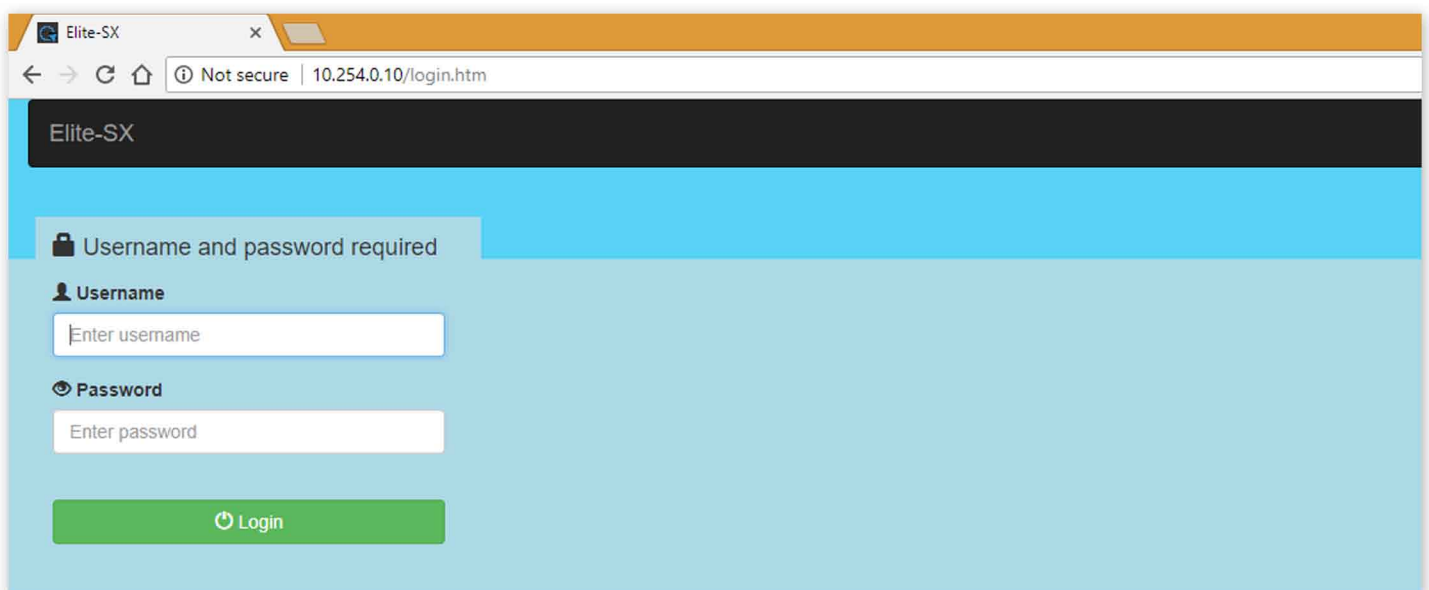 Elite-SX
Not secure | 10.254.0.10/login.htm
Elite-SX
Username and password required
Username
Enter username
Password
Enter password
Login